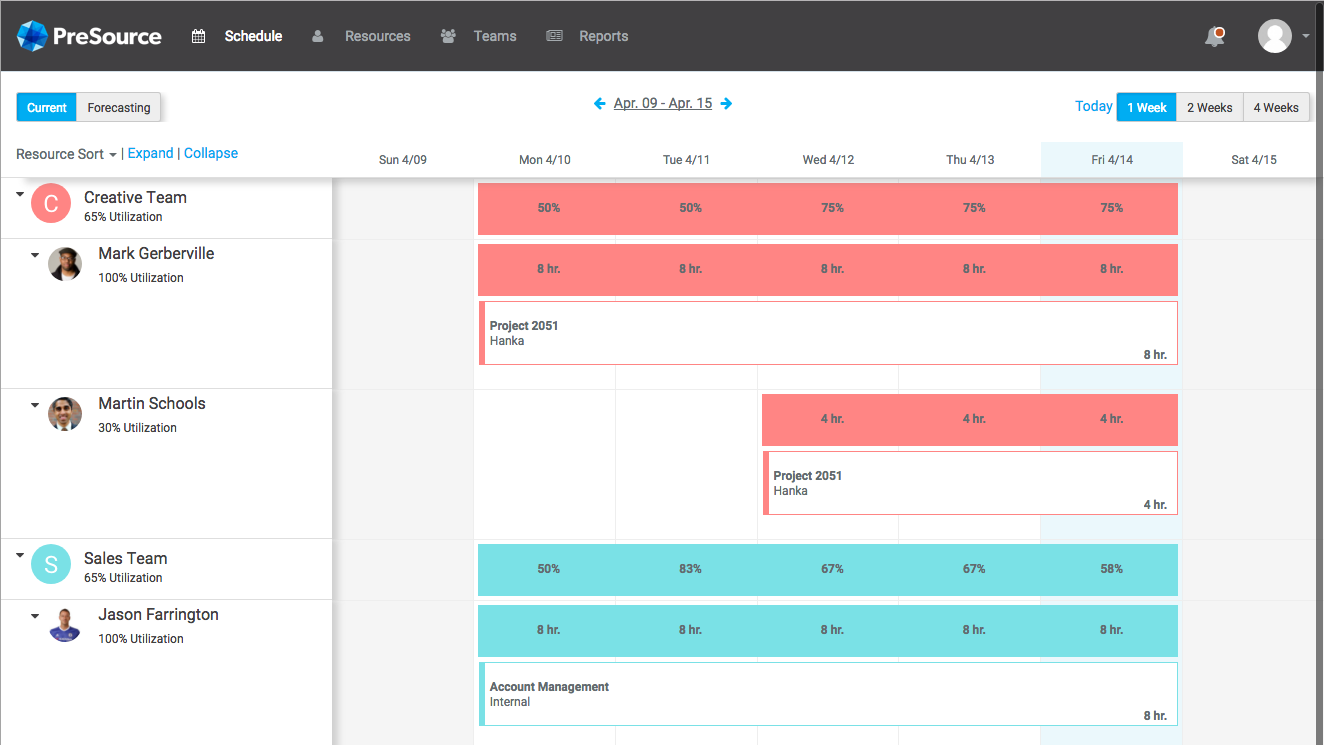 PreSource Schedule Resources Teams Reports
Current Forecasting Apr. 09 - Apr. 15 Today 1 Week 2 Weeks 4 Weeks
Resource Sort | Expand | Collapse Sun 4/09 Mon 4/10 Tue 4/11 Wed 4/12 Thu 4/13 Fri 4/14 Sat 4/15
C Creative Team
65% Utilization
50% 50% 75% 75% 75%
Mark Gerberville
100% Utilization
8 hr. 8 hr. 8 hr. 8 hr. 8 hr.
Project 2051
Hanka
8 hr.
Martin Schools
30% Utilization
4 hr. 4 hr. 4 hr.
Project 2051
Hanka
4 hr.
S Sales Team
65% Utilization
50% 83% 67% 67% 58%
Jason Farrington
100% Utilization
8 hr. 8 hr. 8 hr. 8 hr. 8 hr.
Account Management
Internal
8 hr.